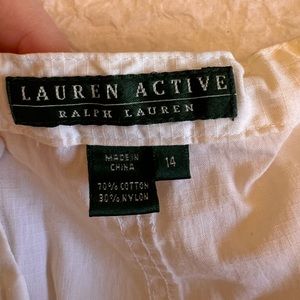 LAUREN ACTIVE
RALPH LAUREN
MADE IN
CHINA
14
70% COTTON
30% NYLON